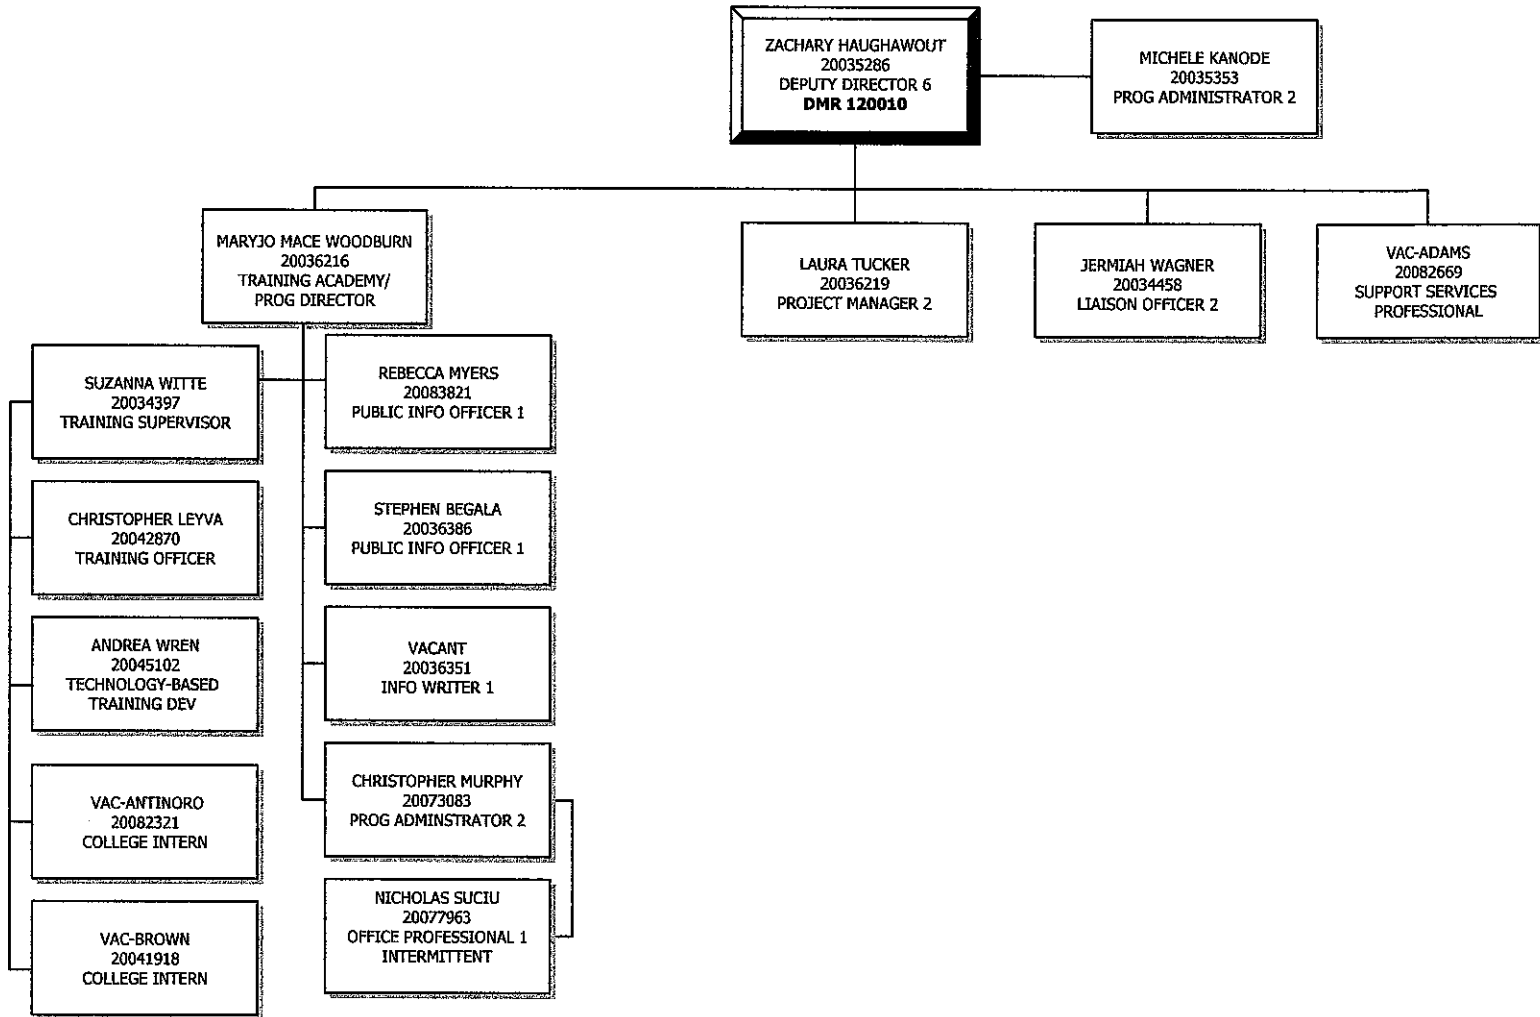 ZACHARY HAUGHAWOUT
20035286
DEPUTY DIRECTOR 6
DMR 120010
MICHELE KANODE
20035353
PROG ADMINISTRATOR 2
MARYJO MACE WOODBURN
20036216
TRAINING ACADEMY/
PROG DIRECTOR
LAURA TUCKER
20036219
PROJECT MANAGER 2
JERMIAH WAGNER
20034458
LIAISON OFFICER 2
VAC-ADAMS
20082669
SUPPORT SERVICES
PROFESSIONAL
SUZANNA WITTE
20034397
TRAINING SUPERVISOR
CHRISTOPHER LEYVA
20042870
TRAINING OFFICER
ANDREA WREN
20045102
TECHNOLOGY-BASED
TRAINING DEV
VAC-ANTINORO
20082321
COLLEGE INTERN
VAC-BROWN
20041918
COLLEGE INTERN
REBECCA MYERS
20083821
PUBLIC INFO OFFICER 1
STEPHEN BEGALA
20036386
PUBLIC INFO OFFICER 1
VACANT
20036351
INFO WRITER 1
CHRISTOPHER MURPHY
20073083
PROG ADMINSTRATOR 2
NICHOLAS SUCIU
20077963
OFFICE PROFESSIONAL 1
INTERMITTENT